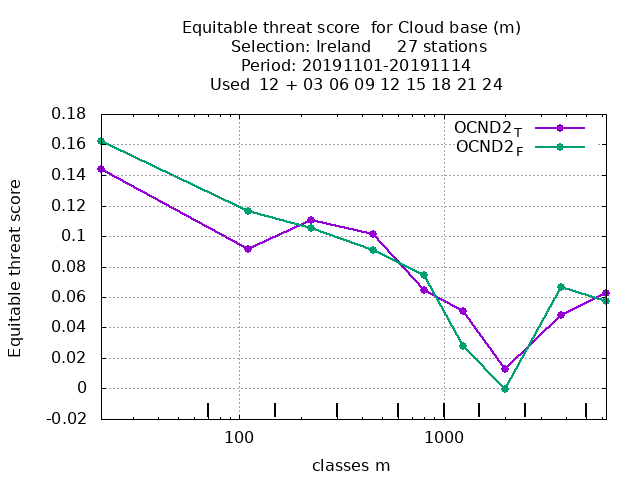 Equitable threat score  for Cloud base (m)
Selection: Ireland     27 stations
Period: 20191101-20191114
Used  12 + 03 06 09 12 15 18 21 24
OCND2T
OCND2F
Equitable threat score
0.18
0.16
0.14
0.12
0.1
0.08
0.06
0.04
0.02
0
-0.02
100 1000
classes m